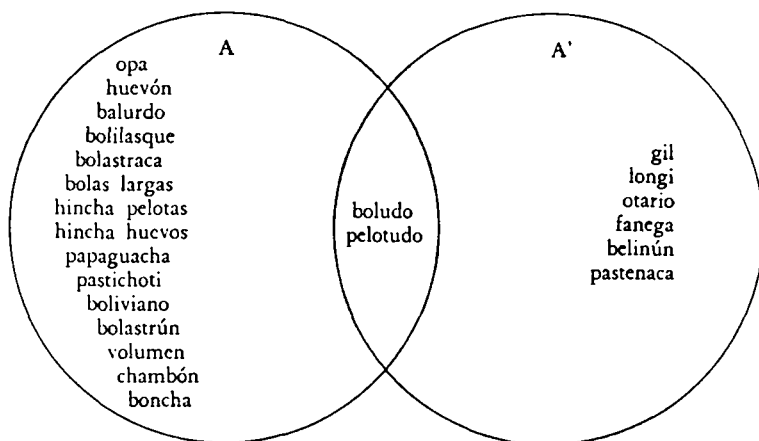 A
opa
huevón
balurdo
bolilasque
bolastraca
bolas largas
hincha pelotas
hincha huevos
papaguacha
pastichoti
boliviano
bolastrún
volumen
chambón
boncha
boludo
pelotudo
A'
gil
longi
otario
fanega
belinún
pastenaca